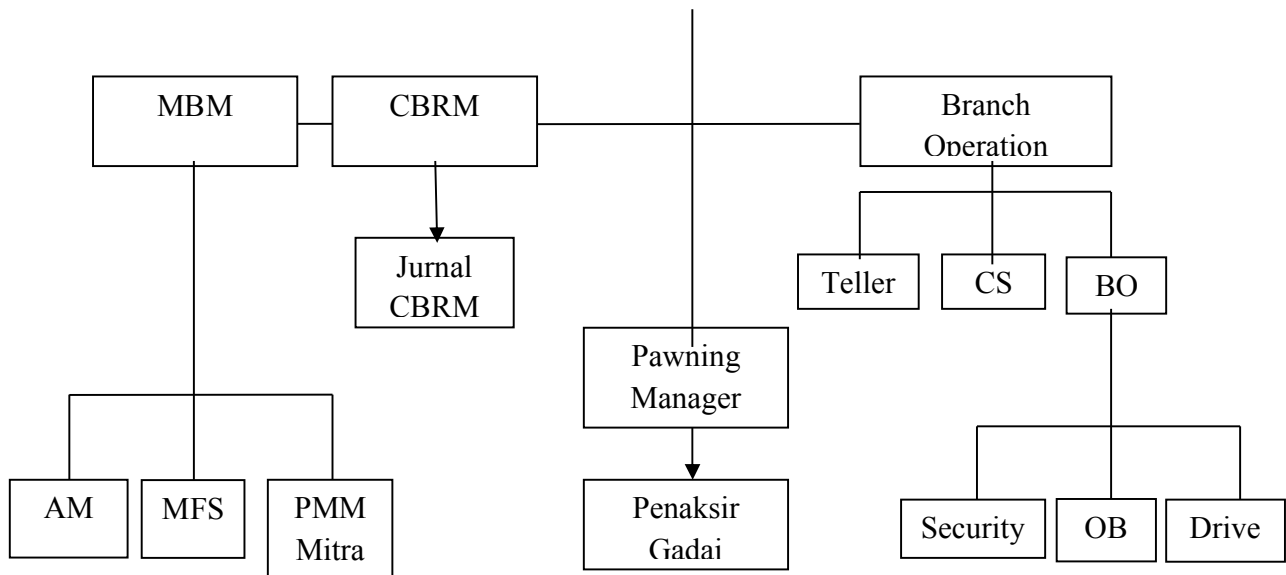 MBM
CBRM
Branch
Operation
Jurnal
CBRM
Teller
CS
BO
Pawning
Manager
AM
MFS
PMM
Mitra
Penaksir
Gadai
Security
OB
Drive